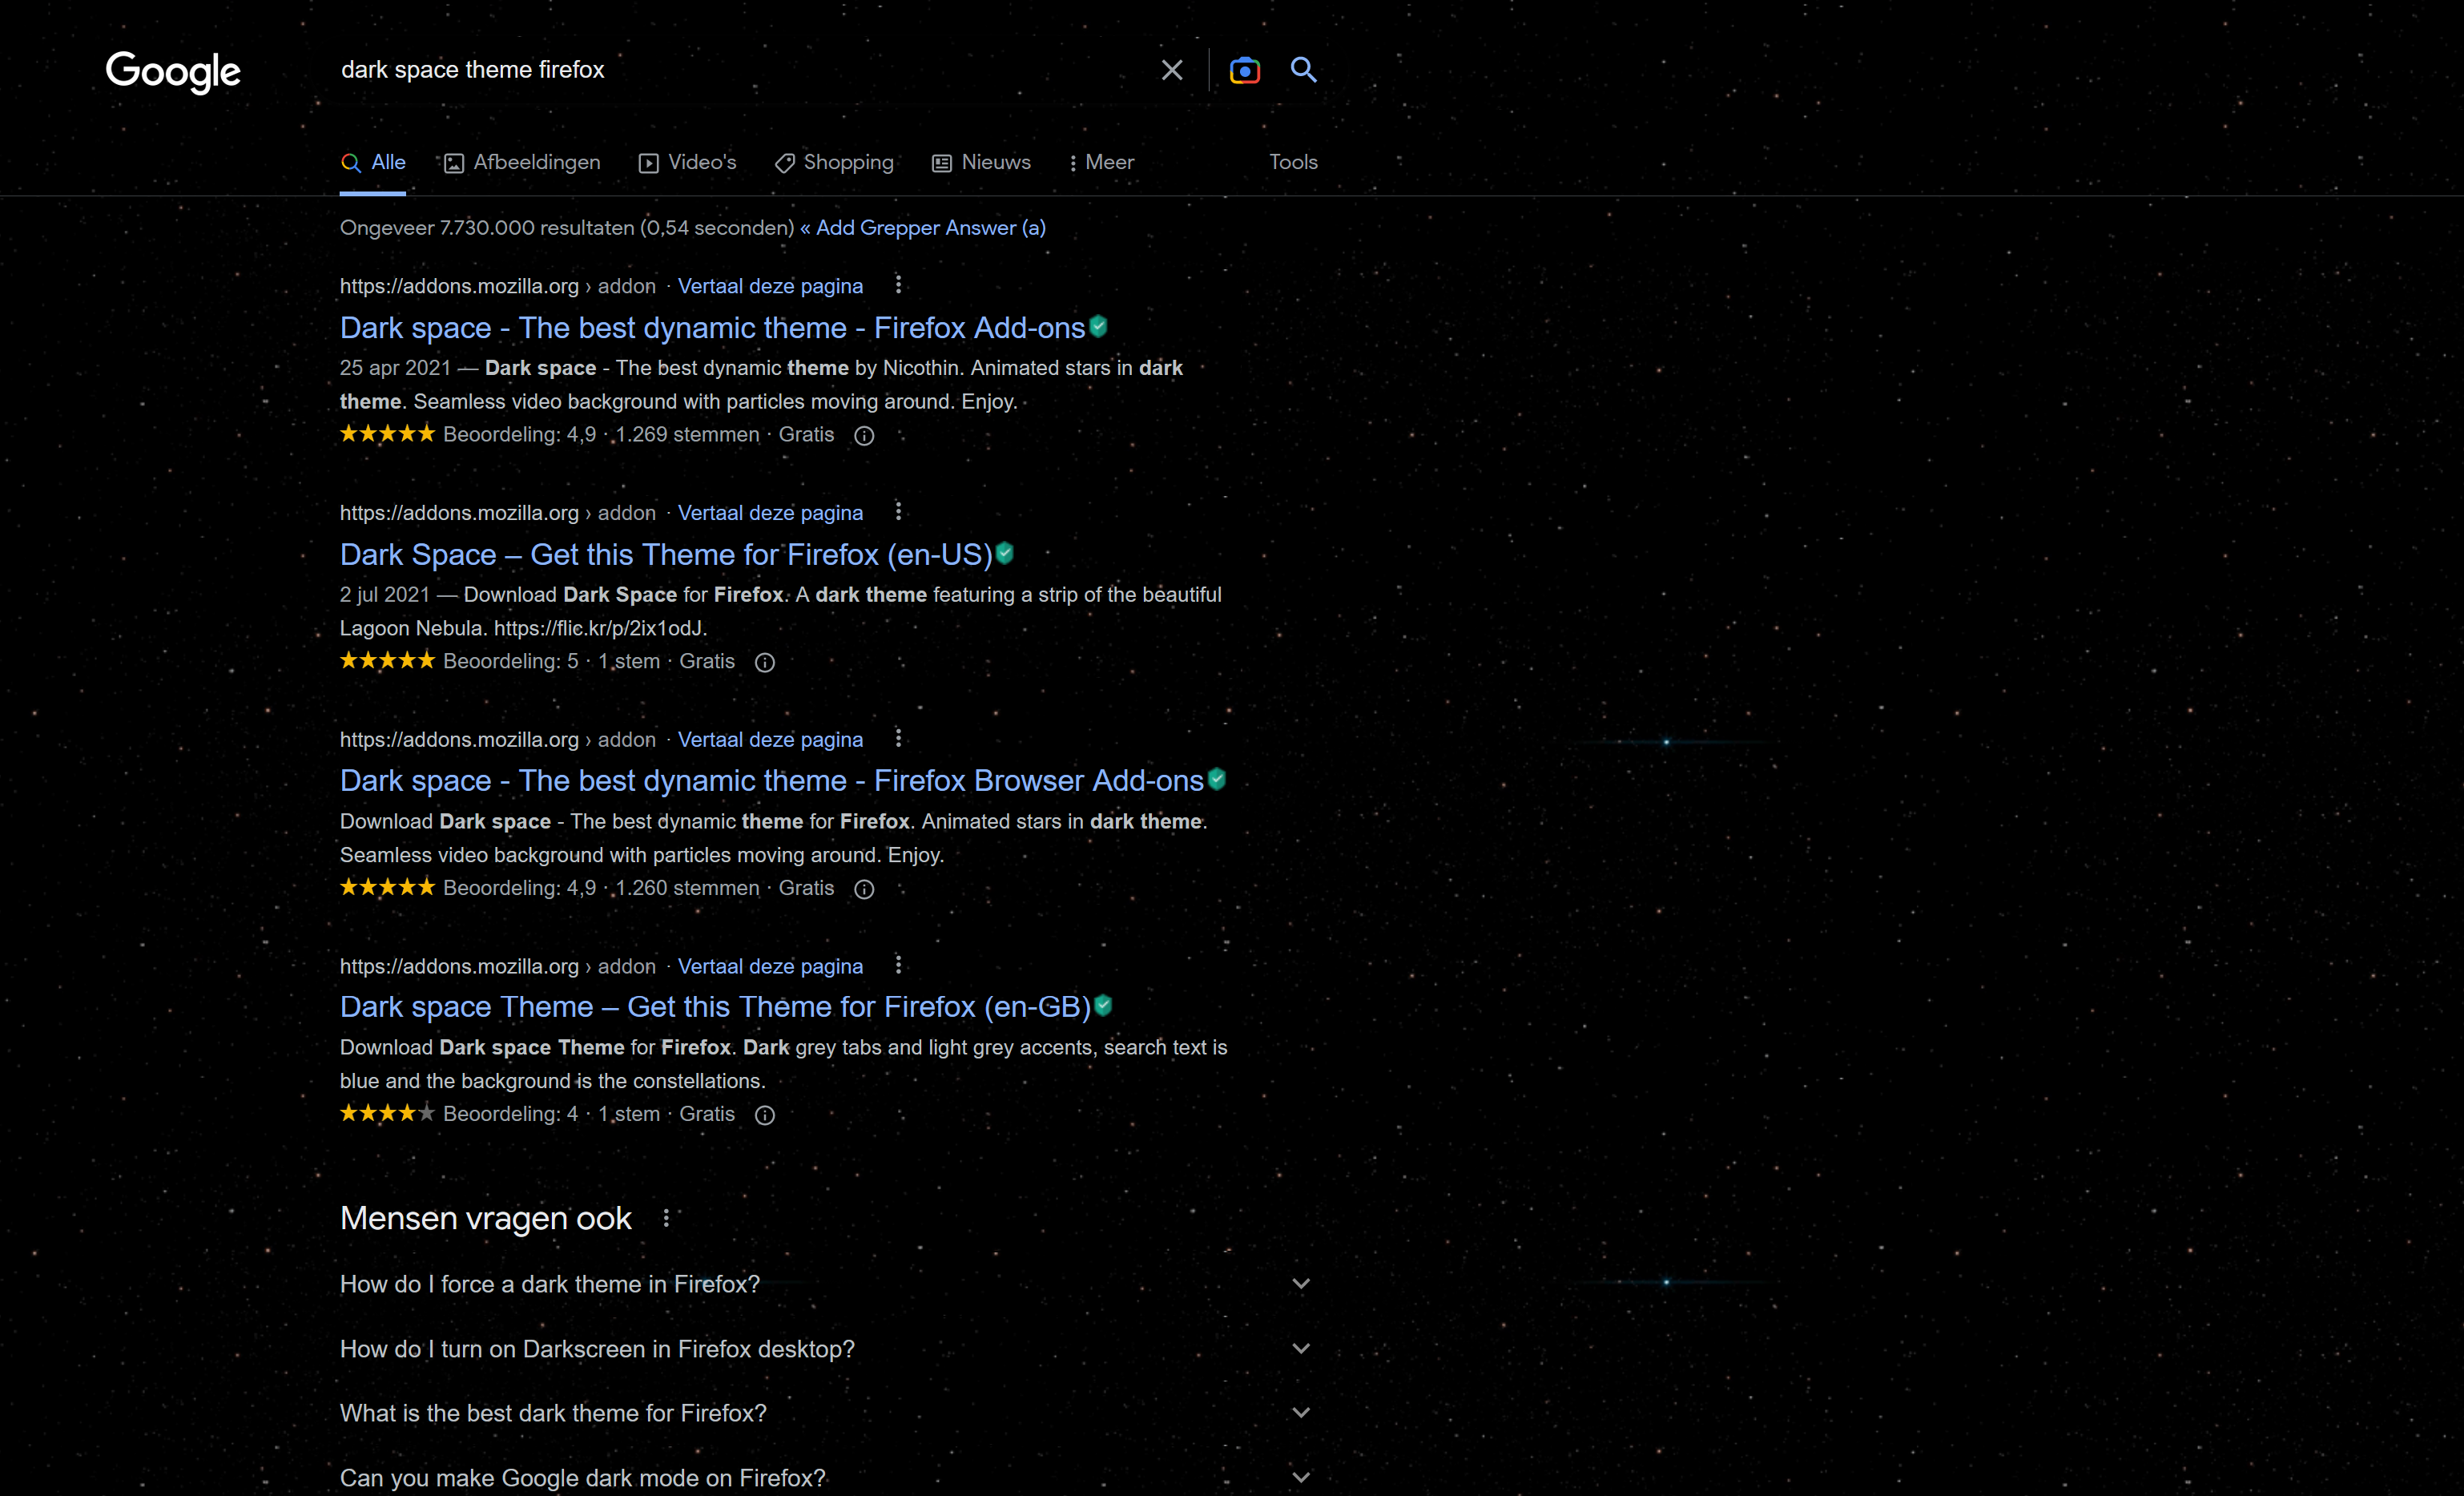 Google
dark space theme firefox
Alle Afbeeldingen Video's Shopping Nieuws Meer Tools
Ongeveer 7.730.000 resultaten (0,54 seconden) « Add Grepper Answer (a)
https://addons.mozilla.org › addon · Vertaal deze pagina
Dark space - The best dynamic theme - Firefox Add-ons
25 apr 2021 — Dark space - The best dynamic theme by Nicothin. Animated stars in dark
theme. Seamless video background with particles moving around. Enjoy.
Beoordeling: 4,9 · 1.269 stemmen · Gratis
https://addons.mozilla.org › addon · Vertaal deze pagina
Dark Space – Get this Theme for Firefox (en-US)
2 jul 2021 — Download Dark Space for Firefox. A dark theme featuring a strip of the beautiful
Lagoon Nebula. https://flic.kr/p/2ix1odJ.
Beoordeling: 5 · 1 stem · Gratis
https://addons.mozilla.org › addon · Vertaal deze pagina
Dark space - The best dynamic theme - Firefox Browser Add-ons
Download Dark space - The best dynamic theme for Firefox. Animated stars in dark theme.
Seamless video background with particles moving around. Enjoy.
Beoordeling: 4,9 · 1.260 stemmen · Gratis
https://addons.mozilla.org › addon · Vertaal deze pagina
Dark space Theme – Get this Theme for Firefox (en-GB)
Download Dark space Theme for Firefox. Dark grey tabs and light grey accents, search text is
blue and the background is the constellations.
Beoordeling: 4 · 1 stem · Gratis
Mensen vragen ook
How do I force a dark theme in Firefox?
How do I turn on Darkscreen in Firefox desktop?
What is the best dark theme for Firefox?
Can you make Google dark mode on Firefox?